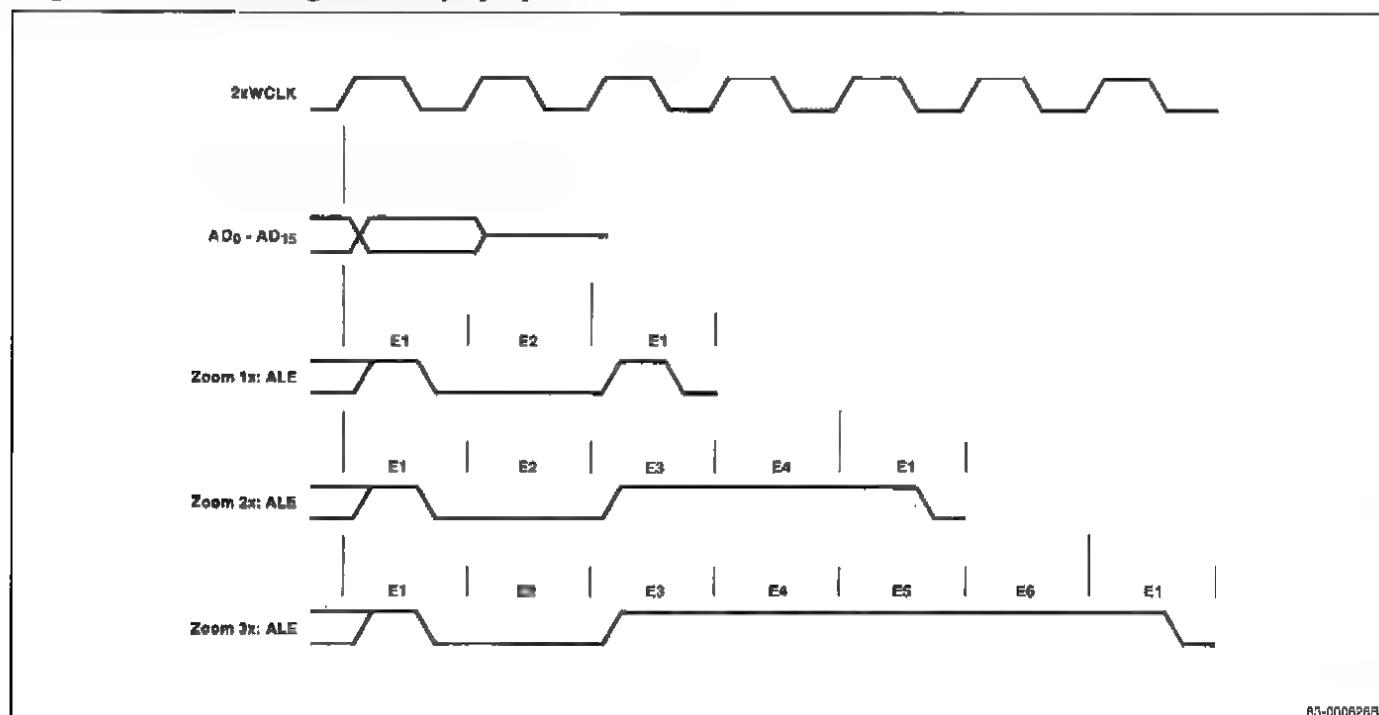 2xWCLK
AD0 - AD15
E1 E2 E1
Zoom 1x: ALE
E1 E2 E3 E4 E1
Zoom 2x: ALE
E1 E3 E4 E5 E6 E1
Zoom 3x: ALE